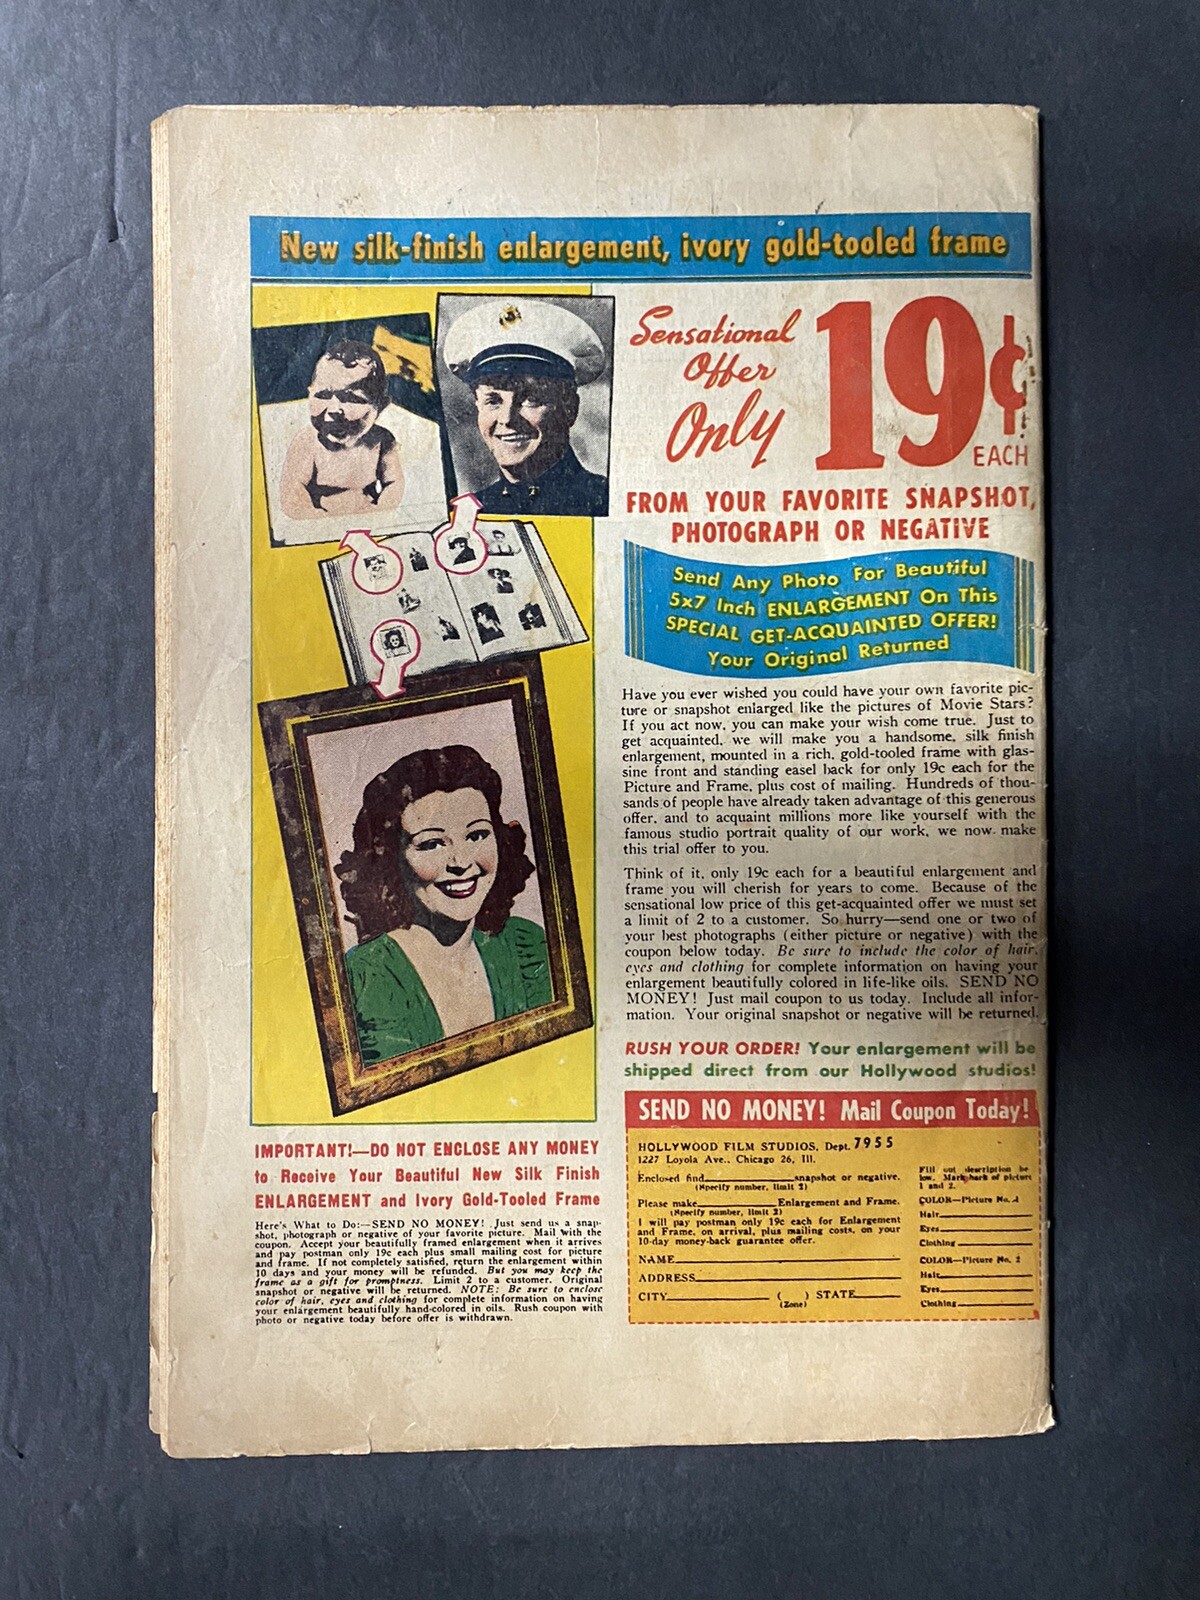 New silk-finish enlargement, ivory gold-tooled frame
Sensational
Offer
Only
19¢
EACH
FROM YOUR FAVORITE SNAPSHOT,
PHOTOGRAPH OR NEGATIVE
Send Any Photo For Beautiful
5x7 Inch ENLARGEMENT On This
SPECIAL GET-ACQUAINTED OFFER!
Your Original Returned
Have you ever wished you could have your own favorite pic-
ture or snapshot enlarged like the pictures of Movie Stars?
If you act now, you can make your wish come true. Just to
get acquainted, we will make you a handsome, silk finish
enlargement, mounted in a rich, gold-tooled frame with glas-
sine front and standing easel back for only 19c each for the
Picture and Frame, plus cost of mailing. Hundreds of thou-
sands of people have already taken advantage of this generous
offer, and to acquaint millions more like yourself with the
famous studio portrait quality of our work, we now make
this trial offer to you.
Think of it, only 19c each for a beautiful enlargement and
frame you will cherish for years to come. Because of the
sensational low price of this get-acquainted offer we must set
a limit of 2 to a customer. So hurry—send one or two of
your best photographs (either picture or negative) with the
coupon below today. Be sure to include the color of hair,
eyes and clothing for complete information on having your
enlargement beautifully colored in life-like oils. SEND NO
MONEY! Just mail coupon to us today. Include all infor-
mation. Your original snapshot or negative will be returned.
RUSH YOUR ORDER! Your enlargement will be
shipped direct from our Hollywood studios!
IMPORTANT!—DO NOT ENCLOSE ANY MONEY
to Receive Your Beautiful New Silk Finish
ENLARGEMENT and Ivory Gold-Tooled Frame
Here's What to Do:—SEND NO MONEY! Just send us a snap-
shot, photograph or negative of your favorite picture. Mail with the
coupon. Accept your beautifully framed enlargement when it arrives
and pay postman only 19c each plus small mailing cost for picture
and frame. If not completely satisfied, return the enlargement within
10 days and your money will be refunded. But you may keep the
frame as a gift for promptness. Limit 2 to a customer. Original
snapshot or negative will be returned. NOTE: Be sure to enclose
color of hair, eyes and clothing for complete information on having
your enlargement beautifully hand-colored in oils. Rush coupon with
photo or negative today before offer is withdrawn.
SEND NO MONEY! Mail Coupon Today!
HOLLYWOOD FILM STUDIOS, Dept. 7955
1227 Loyola Ave., Chicago 26, Ill.
Enclosed find snapshot or negative.
(Specify number, limit 2)
Please make Enlargement and Frame.
(Specify number, limit 2)
I will pay postman only 19c each for Enlargement
and Frame, on arrival, plus mailing costs, on your
10-day money-back guarantee offer.
NAME
ADDRESS
CITY ( ) STATE
(Zone)
Fill out description be
low. Mark back of picture
1 and 2.
COLOR—Picture No. 1
Hair
Eyes
Clothing
COLOR—Picture No. 2
Hair
Eyes
Clothing